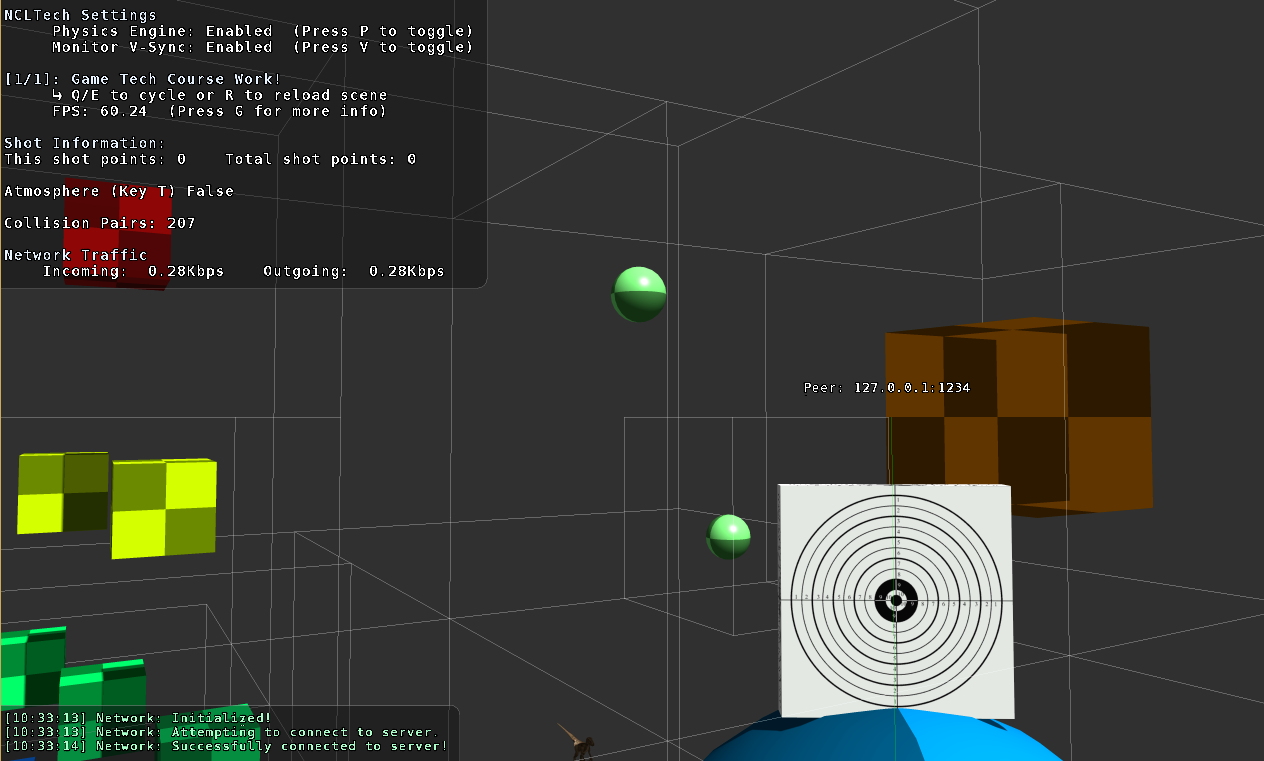 NCLTech Settings
Physics Engine: Enabled (Press P to toggle)
Monitor V-Sync: Enabled (Press V to toggle)
[1/1]: Game Tech Course Work!
↳ Q/E to cycle or R to reload scene
FPS: 60.24 (Press G for more info)
Shot Information:
This shot points: 0 Total shot points: 0
Atmosphere (Key T) False
Collision Pairs: 207
Network Traffic
Incoming: 0.28Kbps Outgoing: 0.28Kbps
Peer: 127.0.0.1:1234
[10:33:13] Network: Initialized!
[10:33:13] Network: Attempting to connect to server.
[10:33:14] Network: Successfully connected to server!